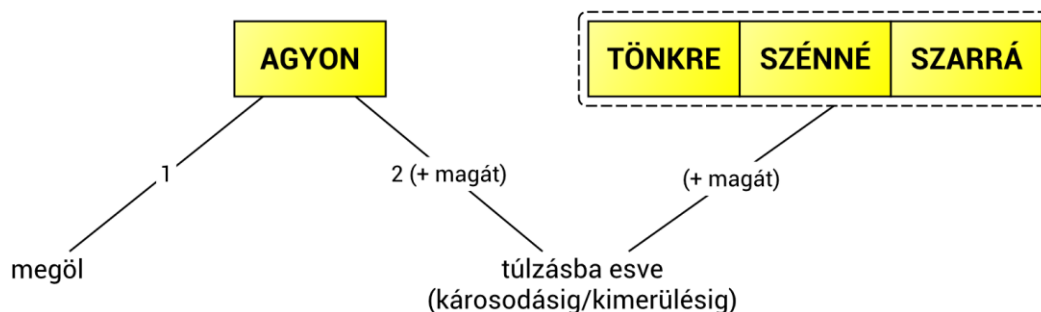 AGYON
TÖNKRE SZÉNNÉ SZARRÁ
1
2 (+ magát)
(+ magát)
megöl
túlzásba esve
(károsodásig/kimerülésig)